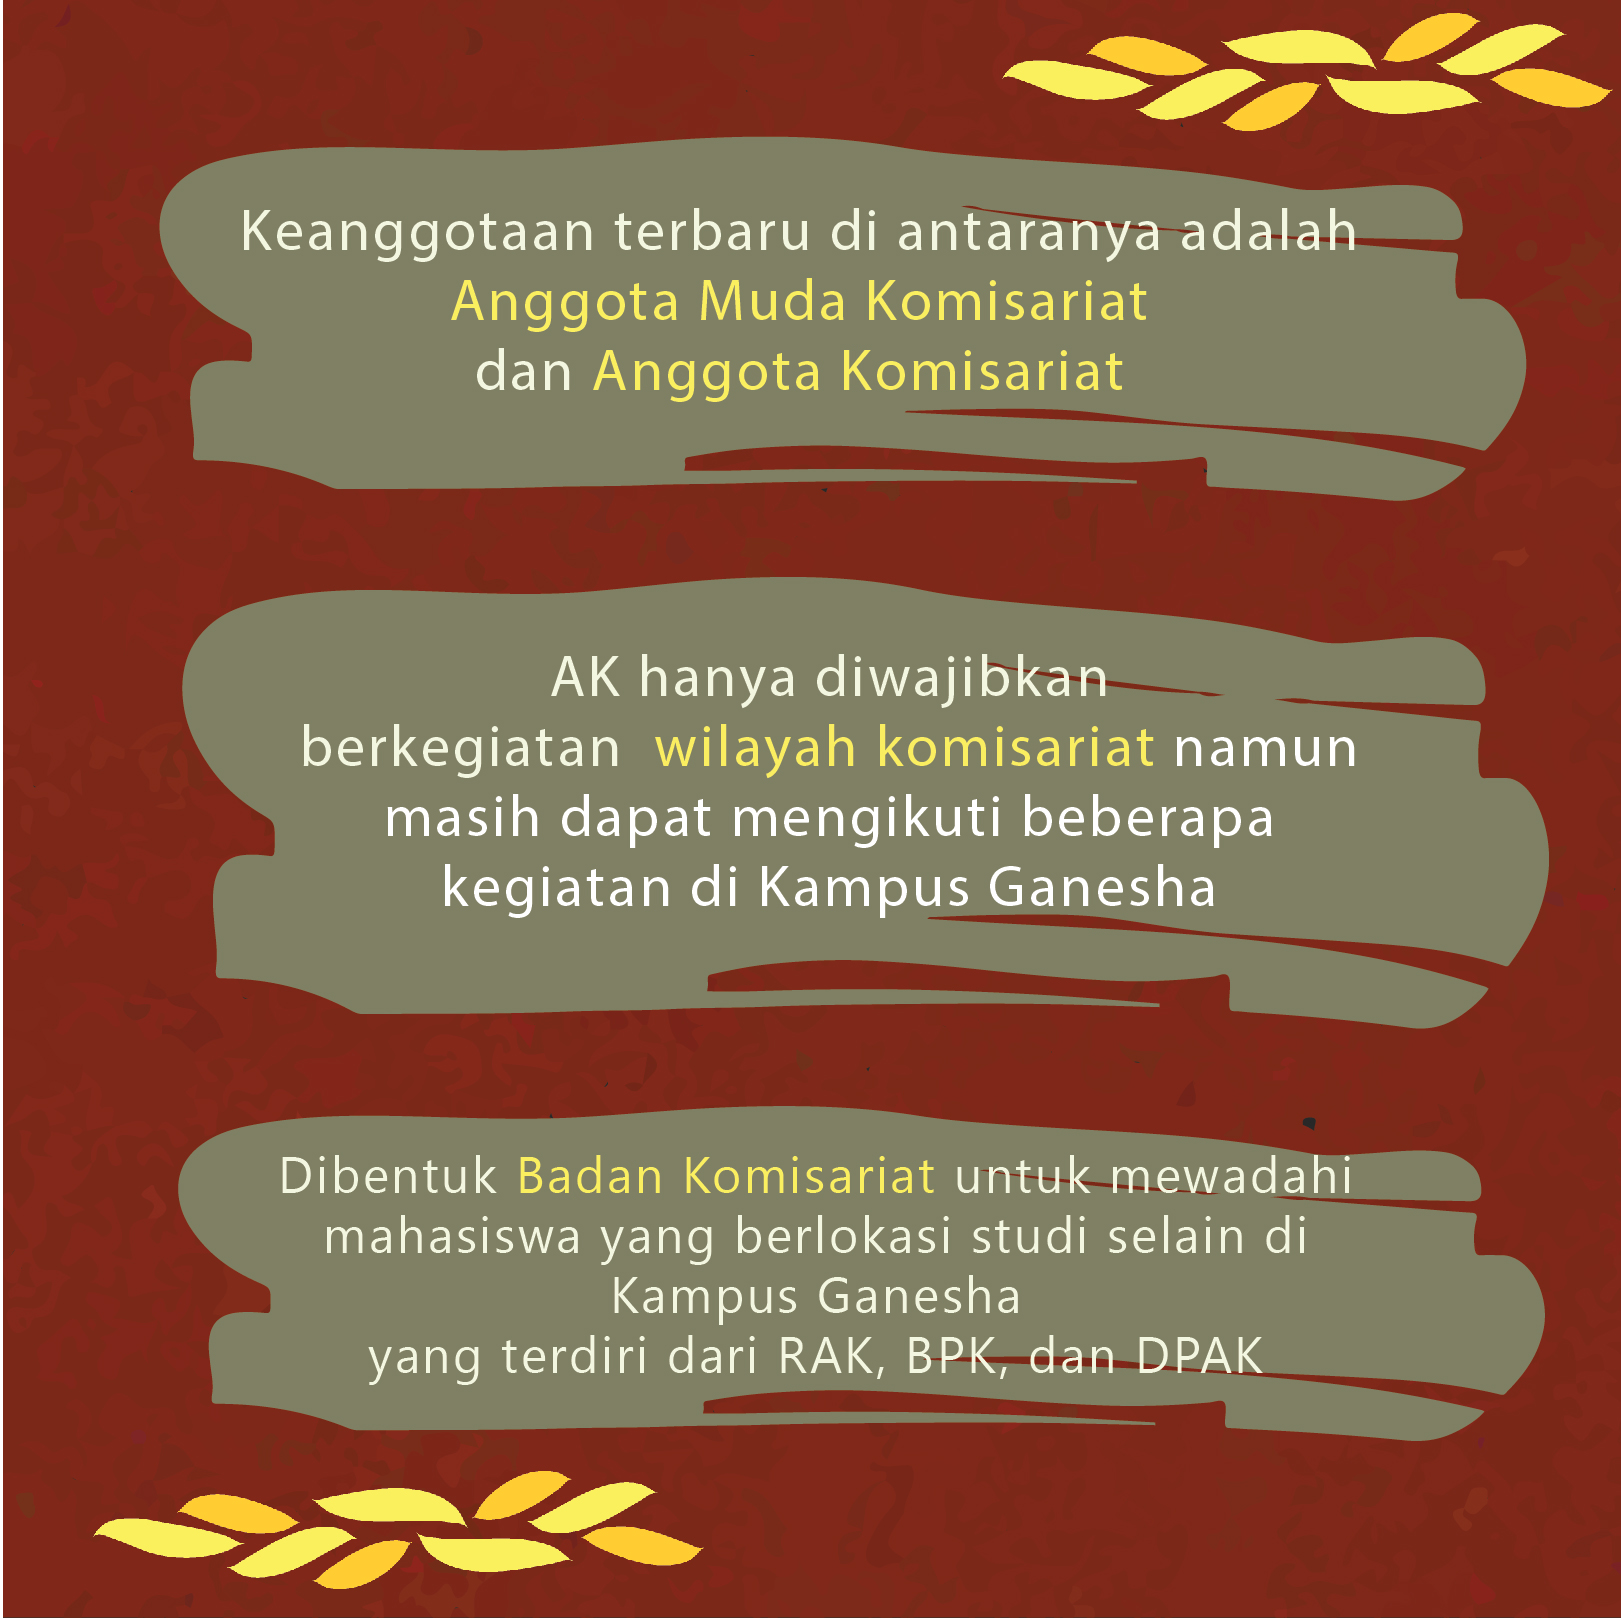 Keanggotaan terbaru di antaranya adalah
Anggota Muda Komisariat
dan Anggota Komisariat
AK hanya diwajibkan
berkegiatan wilayah komisariat namun
masih dapat mengikuti beberapa
kegiatan di Kampus Ganesha
Dibentuk Badan Komisariat untuk mewadahi
mahasiswa yang berlokasi studi selain di
Kampus Ganesha
yang terdiri dari RAK, BPK, dan DPAK